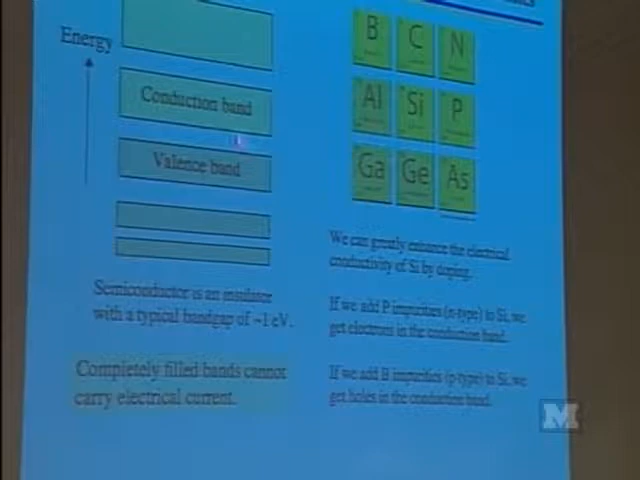 Energy
Conduction band
Valence band
Semiconductor is an insulator
with a typical bandgap of ~1 eV.
Completely filled bands cannot
carry electrical current.
B C N
Al Si P
Ga Ge As
We can greatly enhance the electrical
conductivity of Si by doping.
If we add P impurities (n-type) to Si, we
get electrons in the conduction band.
If we add B impurities (p-type) to Si, we
get holes in the conduction band.
M